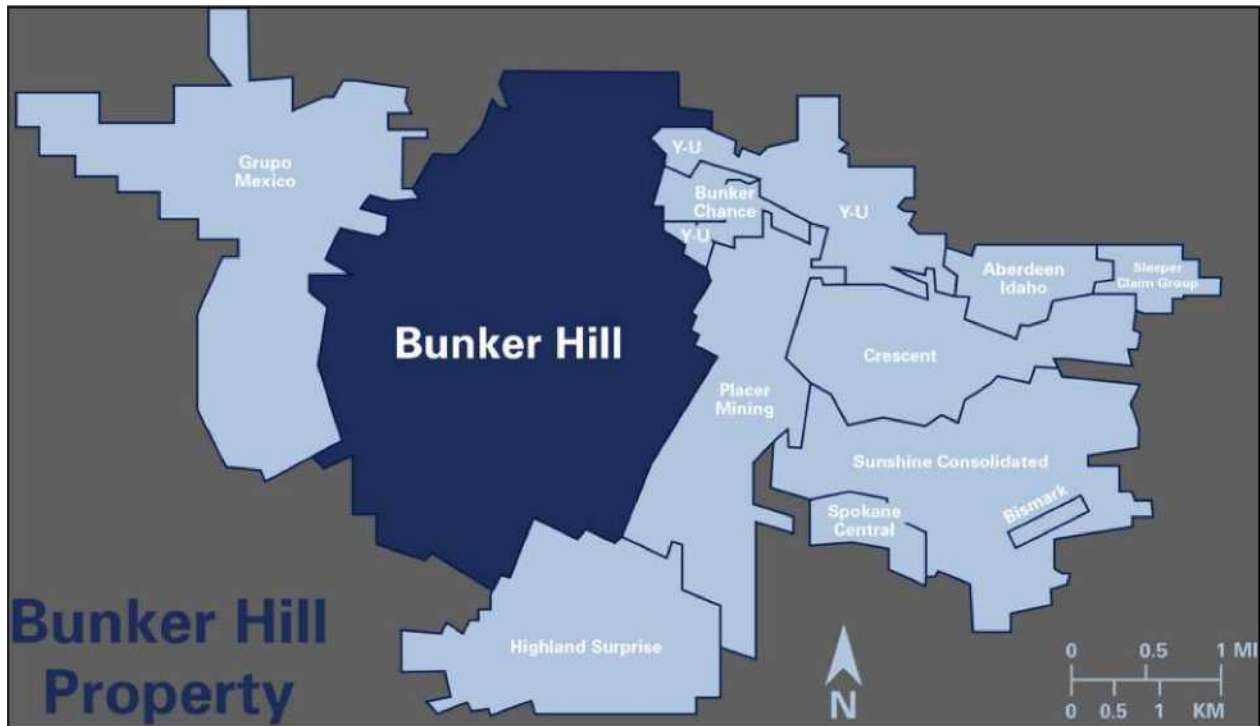 Y-U
Grupo
Mexico
Bunker
Chance
Y-U
Y-U
Aberdeen
Idaho
Sleeper
Claim Group
Bunker Hill
Crescent
Placer
Mining
Sunshine Consolidated
Bismark
Spokane
Central
Bunker Hill
Property
Highland Surprise
N
0 0.5 1 MI
0 0.5 1 KM